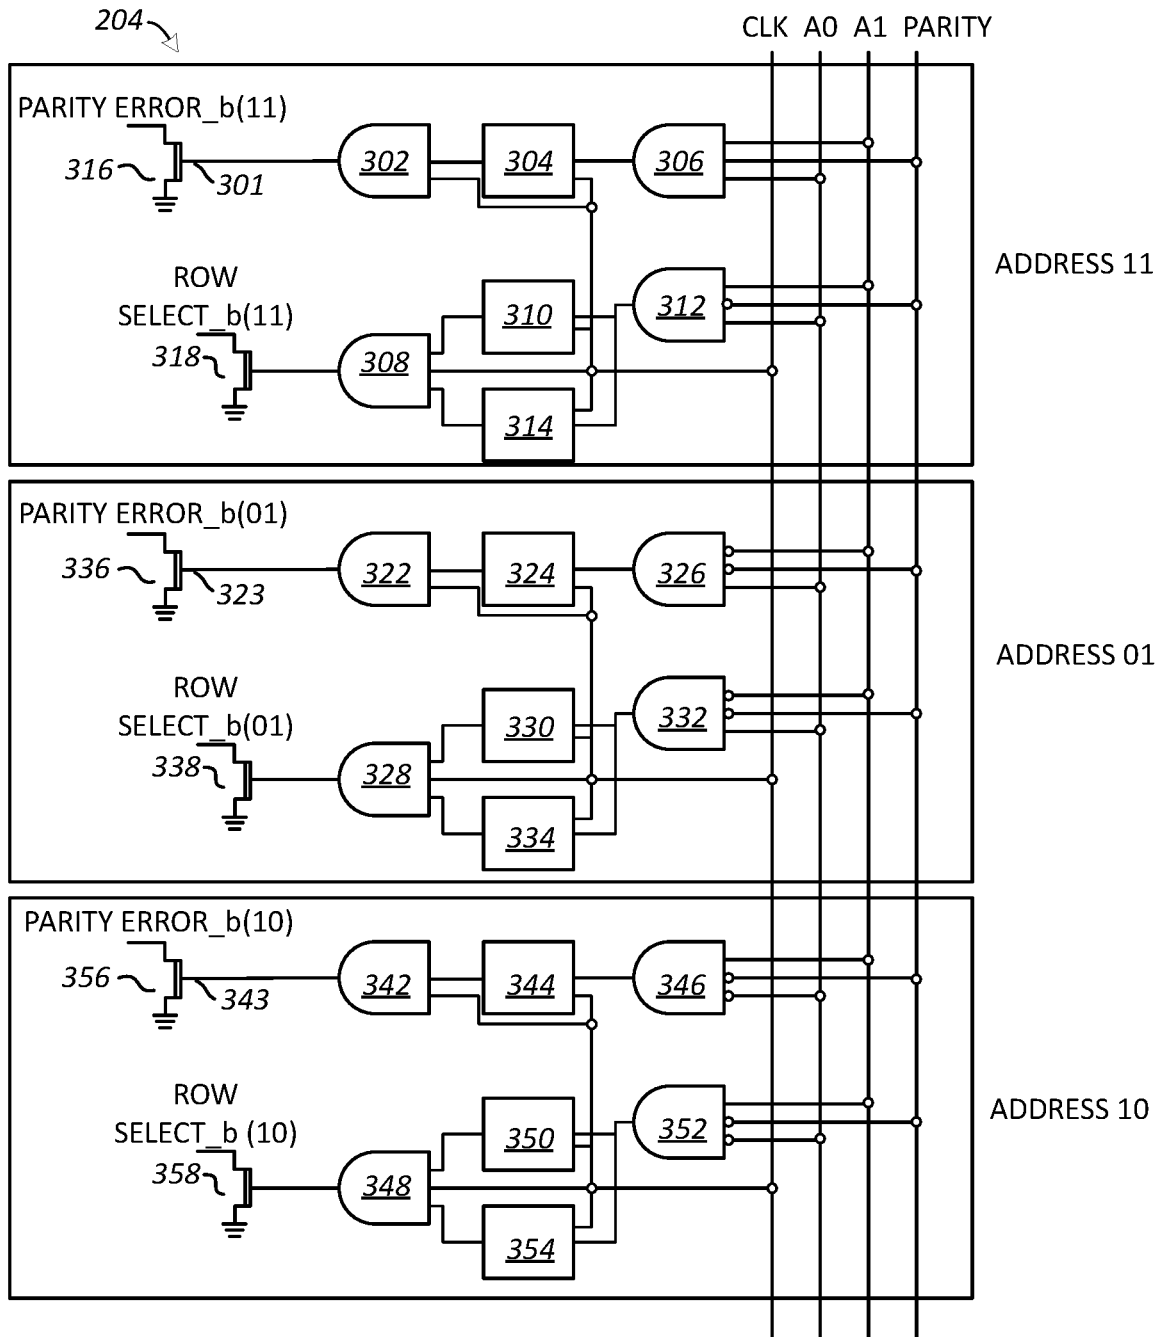 204
CLK A0 A1 PARITY
PARITY ERROR_b(11)
316
301
302
304
306
ROW
SELECT_b(11)
318
308
310
312
314
ADDRESS 11
PARITY ERROR_b(01)
336
323
322
324
326
ROW
SELECT_b(01)
338
328
330
332
334
ADDRESS 01
PARITY ERROR_b(10)
356
343
342
344
346
ROW
SELECT_b (10)
358
348
350
352
354
ADDRESS 10